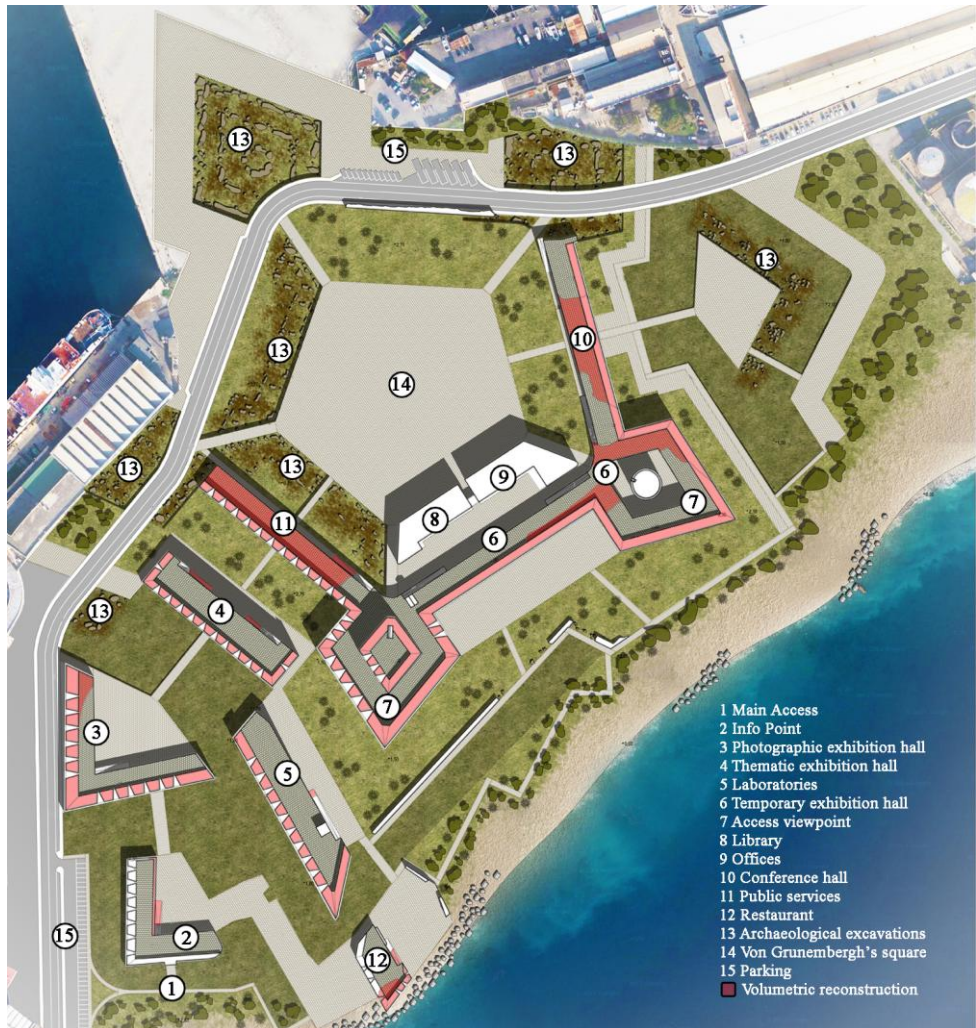 13
15
13
13
13
10
14
13
13
9
6
8
7
11
6
4
13
7
3
5
2
12
15
1
1 Main Access
2 Info Point
3 Photographic exhibition hall
4 Thematic exhibition hall
5 Laboratories
6 Temporary exhibition hall
7 Access viewpoint
8 Library
9 Offices
10 Conference hall
11 Public services
12 Restaurant
13 Archaeological excavations
14 Von Grunembergh's square
15 Parking
Volumetric reconstruction